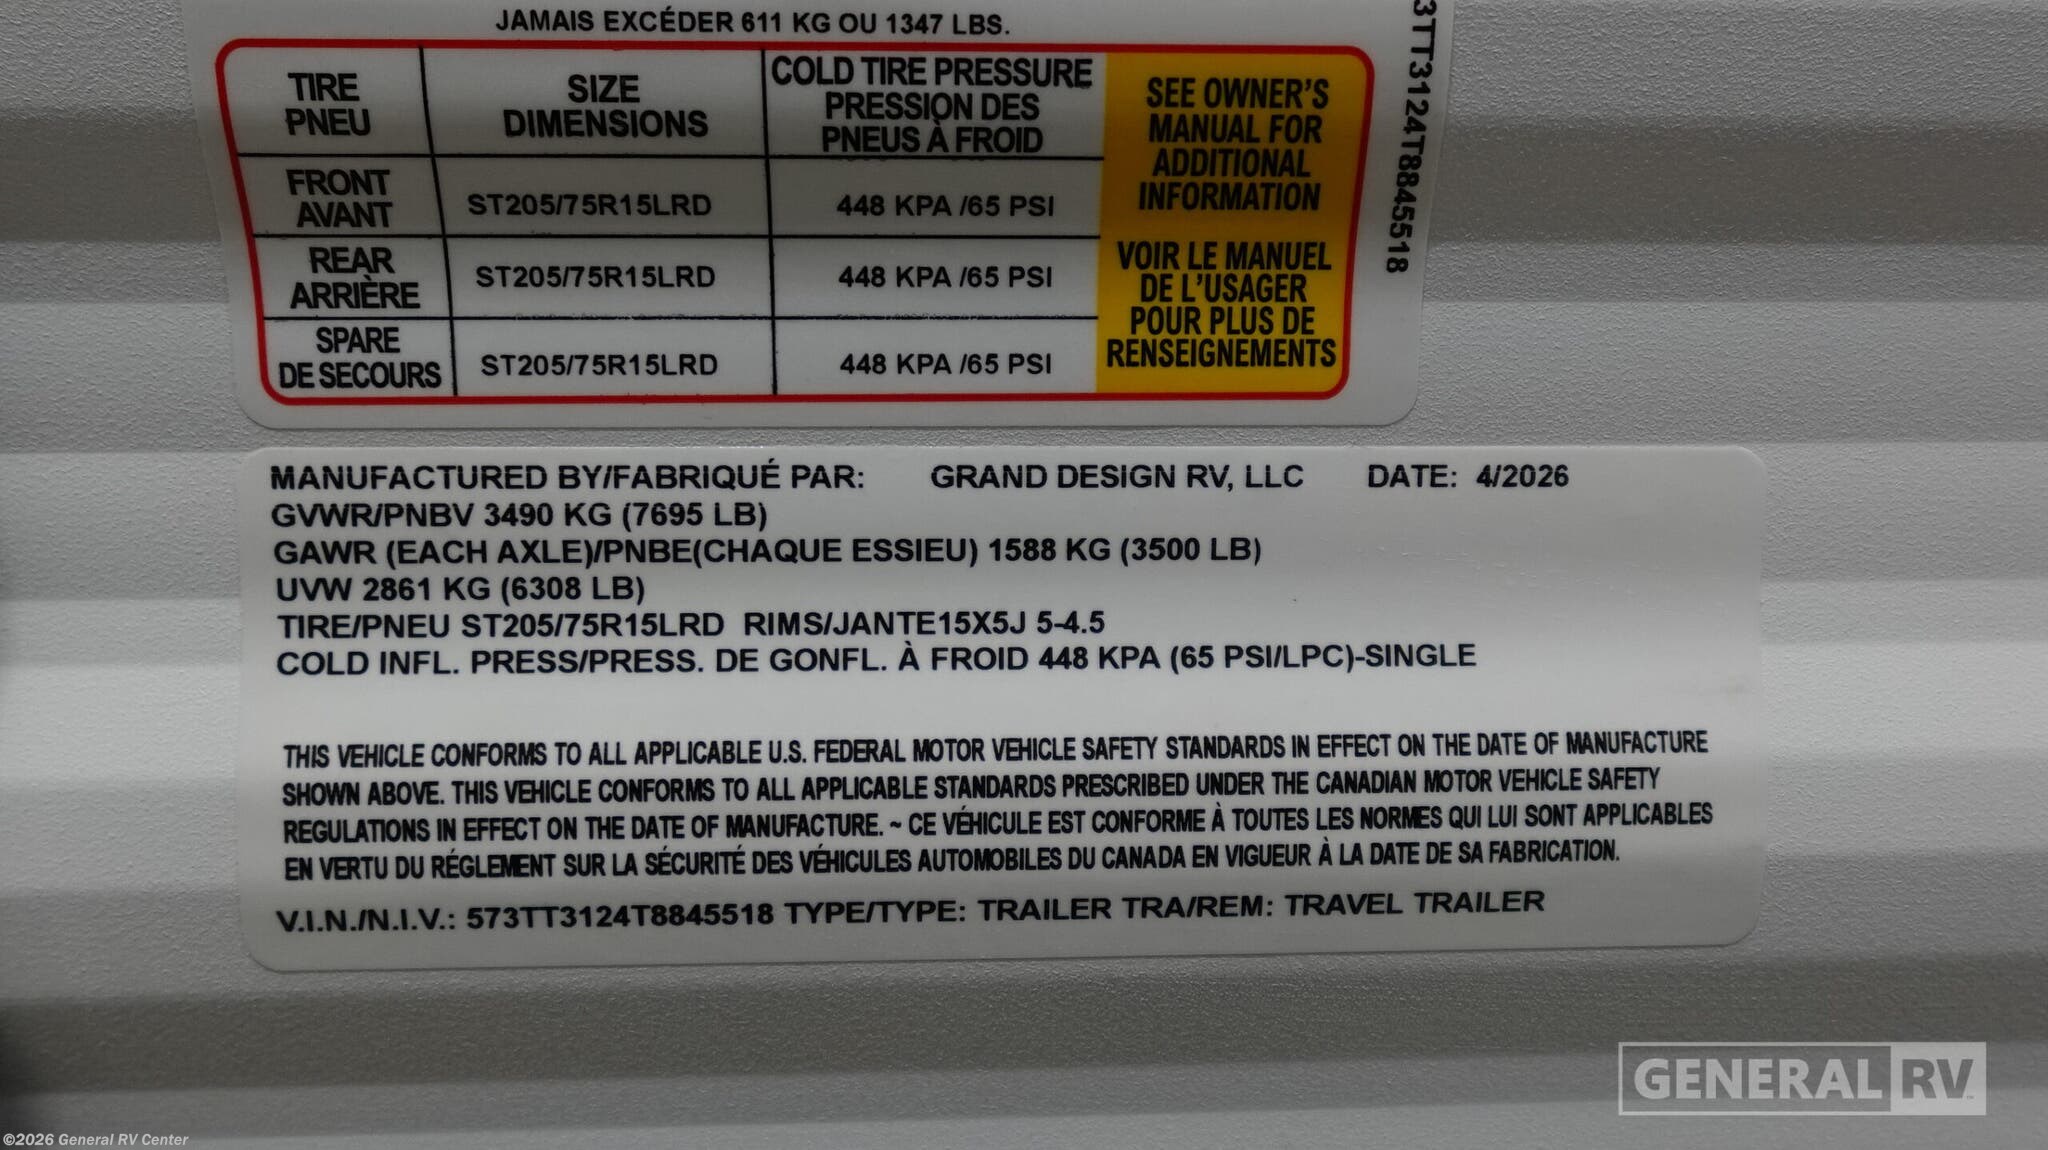 JAMAIS EXCÉDER 611 KG OU 1347 LBS.
TIRE
PNEU
SIZE
DIMENSIONS
COLD TIRE PRESSURE
PRESSION DES
PNEUS À FROID
FRONT
AVANT
ST205/75R15LRD
448 KPA /65 PSI
REAR
ARRIÈRE
ST205/75R15LRD
448 KPA /65 PSI
SPARE
DE SECOURS
ST205/75R15LRD
448 KPA /65 PSI
SEE OWNER'S
MANUAL FOR
ADDITIONAL
INFORMATION
VOIR LE MANUEL
DE L'USAGER
POUR PLUS DE
RENSEIGNEMENTS
3TT3124T8845518
MANUFACTURED BY/FABRIQUÉ PAR: GRAND DESIGN RV, LLC DATE: 4/2026
GVWR/PNBV 3490 KG (7695 LB)
GAWR (EACH AXLE)/PNBE(CHAQUE ESSIEU) 1588 KG (3500 LB)
UVW 2861 KG (6308 LB)
TIRE/PNEU ST205/75R15LRD RIMS/JANTE15X5J 5-4.5
COLD INFL. PRESS/PRESS. DE GONFL. À FROID 448 KPA (65 PSI/LPC)-SINGLE
THIS VEHICLE CONFORMS TO ALL APPLICABLE U.S. FEDERAL MOTOR VEHICLE SAFETY STANDARDS IN EFFECT ON THE DATE OF MANUFACTURE
SHOWN ABOVE. THIS VEHICLE CONFORMS TO ALL APPLICABLE STANDARDS PRESCRIBED UNDER THE CANADIAN MOTOR VEHICLE SAFETY
REGULATIONS IN EFFECT ON THE DATE OF MANUFACTURE. ~ CE VÉHICULE EST CONFORME À TOUTES LES NORMES QUI LUI SONT APPLICABLES
EN VERTU DU RÉGLEMENT SUR LA SÉCURITÉ DES VÉHICULES AUTOMOBILES DU CANADA EN VIGUEUR À LA DATE DE SA FABRICATION.
V.I.N./N.I.V.: 573TT3124T8845518 TYPE/TYPE: TRAILER TRA/REM: TRAVEL TRAILER
GENERAL RV
©2026 General RV Center